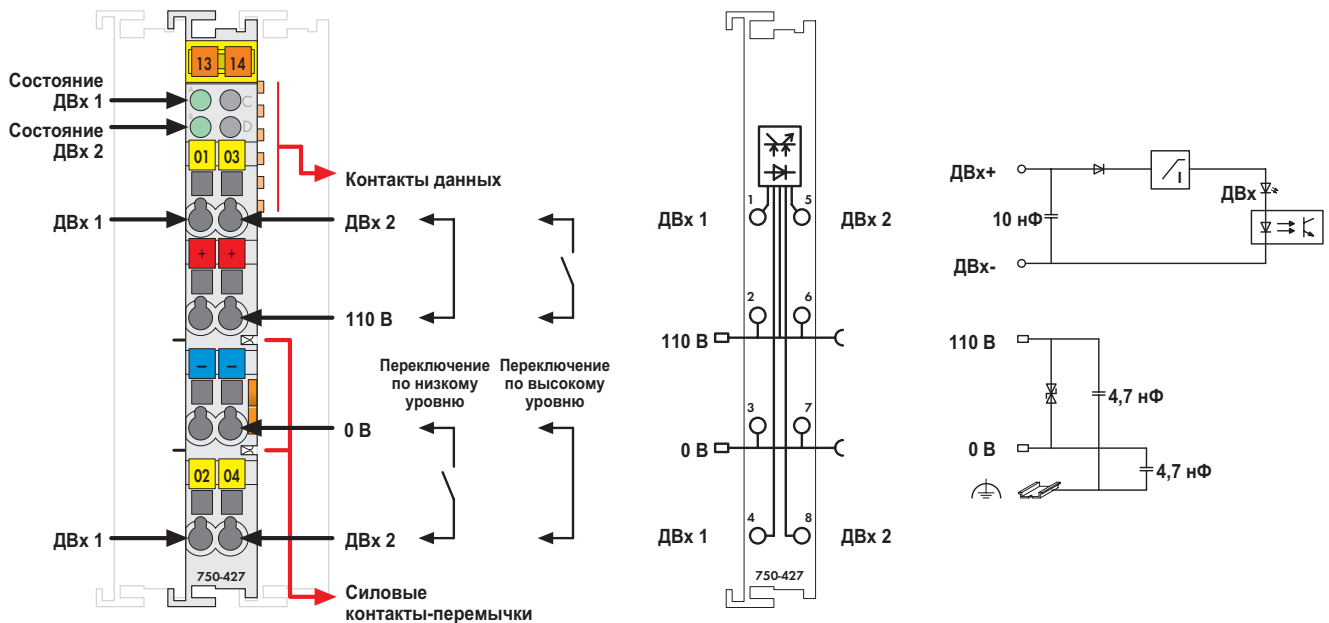 13 14
Состояние
ДВх 1
A
C
Состояние
ДВх 2
B
D
01 03
Контакты данных
ДВх 1
ДВх 2
+ +
110 В
– –
Переключение
по низкому
уровню
Переключение
по высокому
уровню
0 В
02 04
ДВх 1
ДВх 2
750-427
Силовые
контакты-перемычки
ДВх 1
1
5
ДВх 2
2
6
110 В
3
7
0 В
4
8
ДВх 1
ДВх 2
750-427
ДВх+
I
ДВх
10 нФ
ДВх-
110 В
4,7 нФ
0 В
4,7 нФ